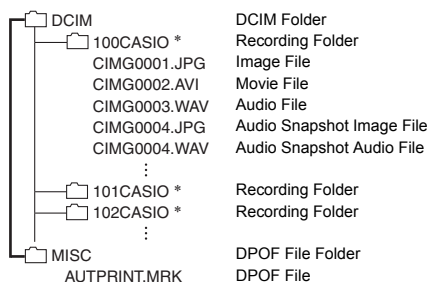 DCIM DCIM Folder
100CASIO * Recording Folder
CIMG0001.JPG Image File
CIMG0002.AVI Movie File
CIMG0003.WAV Audio File
CIMG0004.JPG Audio Snapshot Image File
CIMG0004.WAV Audio Snapshot Audio File
101CASIO * Recording Folder
102CASIO * Recording Folder
MISC DPOF File Folder
AUTPRINT.MRK DPOF File